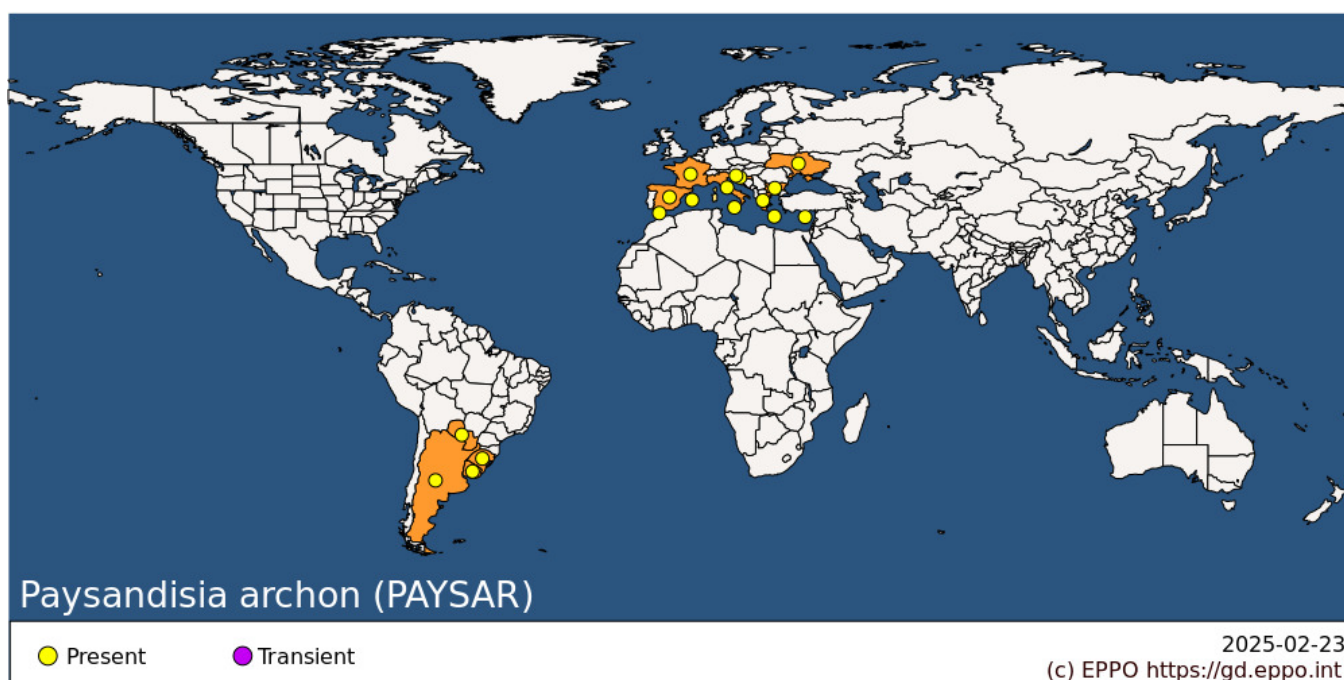 Paysandisia archon (PAYSAR)
Present
Transient
2025-02-23
(c) EPPO https://gd.eppo.int